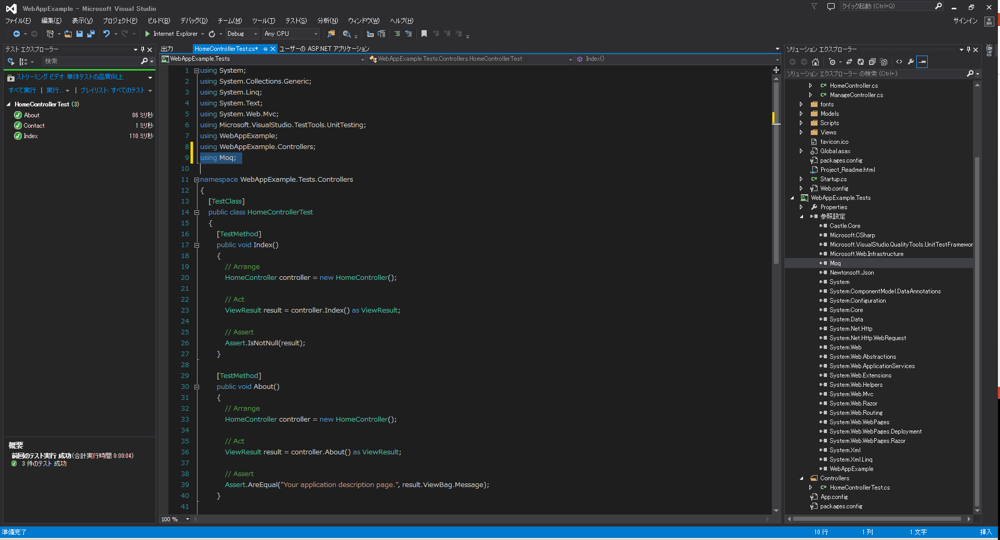 WebAppExample - Microsoft Visual Studio
クイック起動 (Ctrl+Q)
ファイル(F) 編集(E) 表示(V) プロジェクト(P) ビルド(B) デバッグ(D) チーム(M) ツール(T) テスト(S) 分析(N) ウィンドウ(W) ヘルプ(H)
サインイン
Internet Explorer Debug Any CPU
テスト エクスプローラー
検索
ストリーミング ビデオ: 単体テストの品質向上
すべて実行 | 実行... | プレイリスト: すべてのテスト
HomeControllerTest (3)
About 86 ミリ秒
Contact 1 ミリ秒
Index 110 ミリ秒
概要
前回のテスト実行 成功 (合計実行時間 0:00:04)
3 件のテスト 成功
出力 HomeControllerTest.cs* ユーザーの ASP.NET アプリケーション
WebAppExample.Tests WebAppExample.Tests.Controllers.HomeControllerTest Index()
1 using System;
2 using System.Collections.Generic;
3 using System.Linq;
4 using System.Text;
5 using System.Web.Mvc;
6 using Microsoft.VisualStudio.TestTools.UnitTesting;
7 using WebAppExample;
8 using WebAppExample.Controllers;
9 using Moq;
10
11 namespace WebAppExample.Tests.Controllers
12 {
13 [TestClass]
14 public class HomeControllerTest
15 {
16 [TestMethod]
17 public void Index()
18 {
19 // Arrange
20 HomeController controller = new HomeController();
21
22 // Act
23 ViewResult result = controller.Index() as ViewResult;
24
25 // Assert
26 Assert.IsNotNull(result);
27 }
28
29 [TestMethod]
30 public void About()
31 {
32 // Arrange
33 HomeController controller = new HomeController();
34
35 // Act
36 ViewResult result = controller.About() as ViewResult;
37
38 // Assert
39 Assert.AreEqual("Your application description page.", result.ViewBag.Message);
40 }
41
100 %
ソリューション エクスプローラー
ソリューション エクスプローラー の検索 (Ctrl+:)
C# HomeController.cs
C# ManageController.cs
fonts
Models
Scripts
Views
favicon.ico
Global.asax
packages.config
Project_Readme.html
C# Startup.cs
Web.config
WebAppExample.Tests
Properties
参照設定
Castle.Core
Microsoft.CSharp
Microsoft.VisualStudio.QualityTools.UnitTestFramewor
Microsoft.Web.Infrastructure
Moq
Newtonsoft.Json
System
System.ComponentModel.DataAnnotations
System.Configuration
System.Core
System.Data
System.Net.Http
System.Net.Http.WebRequest
System.Web
System.Web.Abstractions
System.Web.ApplicationServices
System.Web.Extensions
System.Web.Helpers
System.Web.Mvc
System.Web.Razor
System.Web.Routing
System.Web.WebPages
System.Web.WebPages.Deployment
System.Web.WebPages.Razor
System.Xml
System.Xml.Linq
WebAppExample
Controllers
C# HomeControllerTest.cs
App.config
packages.config
通知
準備完了 10 行 1 列 1 文字 挿入